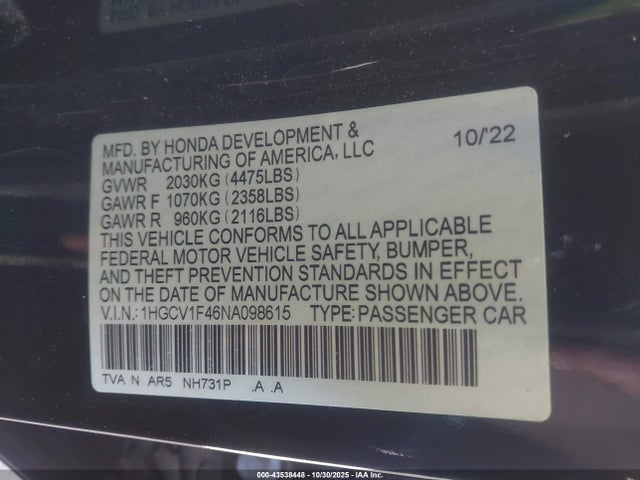 MFD. BY HONDA DEVELOPMENT &
MANUFACTURING OF AMERICA, LLC 10/'22
GVWR 2030KG (4475LBS)
GAWR F 1070KG (2358LBS)
GAWR R 960KG (2116LBS)
THIS VEHICLE CONFORMS TO ALL APPLICABLE
FEDERAL MOTOR VEHICLE SAFETY, BUMPER,
AND THEFT PREVENTION STANDARDS IN EFFECT
ON THE DATE OF MANUFACTURE SHOWN ABOVE.
V.I.N.: 1HGCV1F46NA098615 TYPE: PASSENGER CAR
TVA N AR5 NH731P .A .A
000-43538448 - 10/30/2025 - IAA Inc. All Rights Reserved